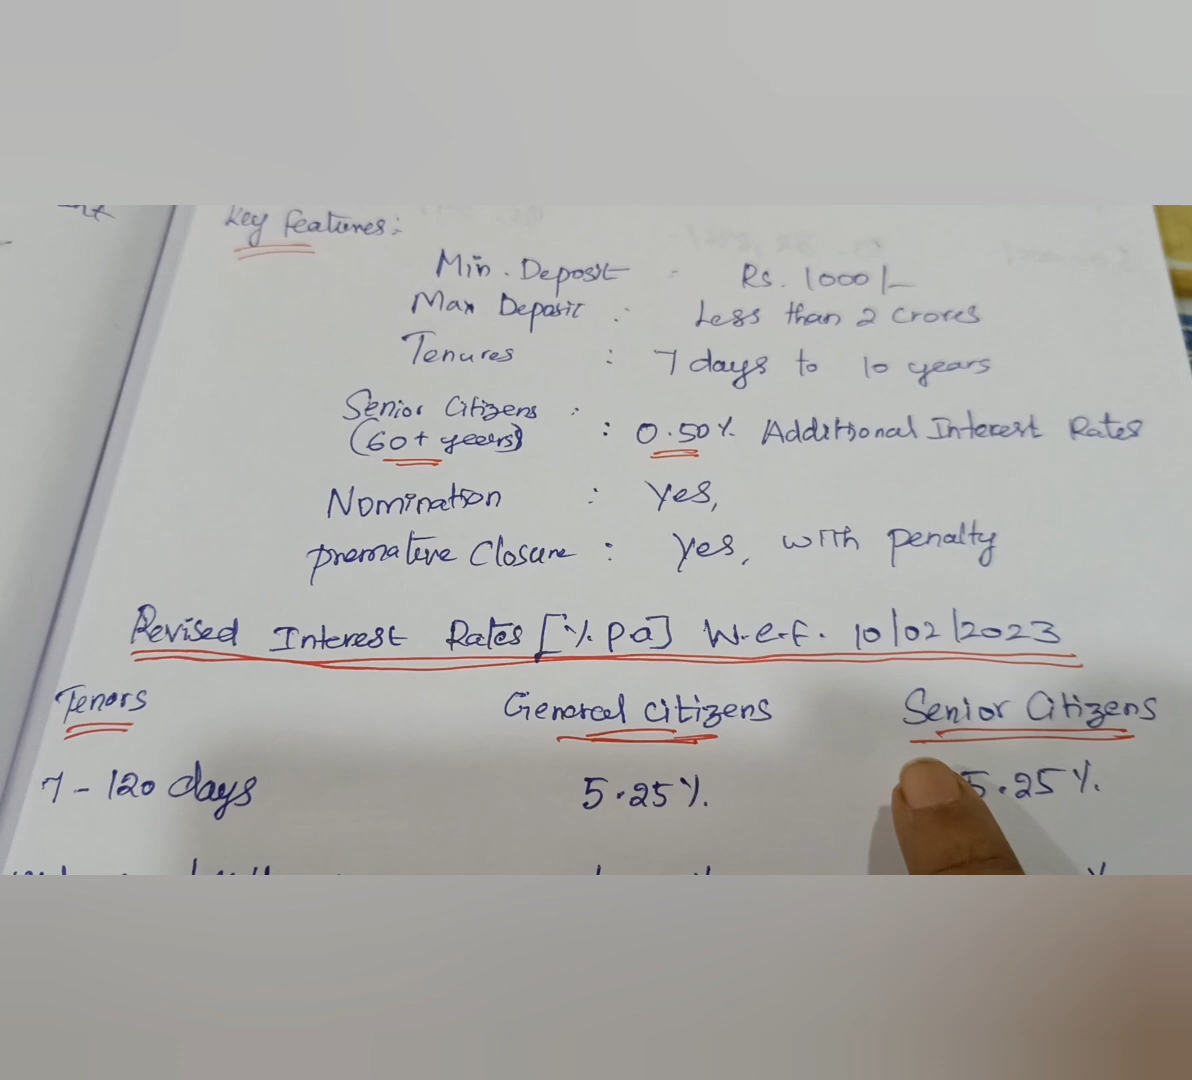 Key Features:
Min. Deposit : Rs. 1000/-
Max Deposit : Less than 2 crores
Tenures : 7 days to 10 years
Senior Citizens :
(60+ years) : 0.50% Additional Interest Rates
Nomination : Yes,
premative Closure : Yes, with penalty
Revised Interest Rates [% pa] W.e.f. 10/02/2023
Tenors General citizens Senior Citizens
7-120 days 5.25% 5.25%